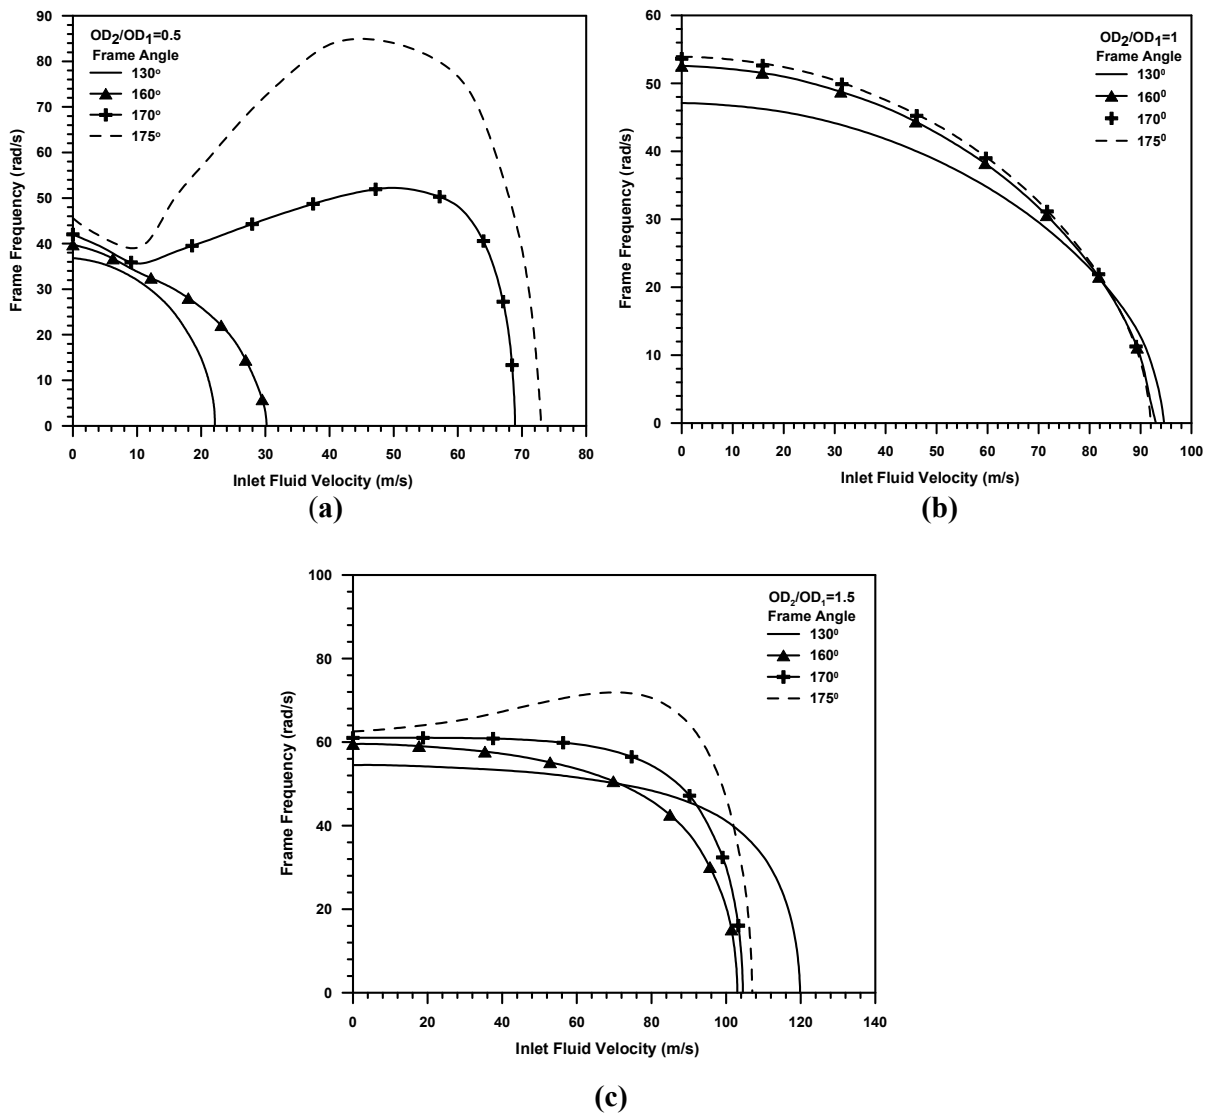 OD2/OD1=0.5
Frame Angle
130o
160o
170o
175o
90
80
70
60
50
40
30
20
10
0
Frame Frequency (rad/s)
0 10 20 30 40 50 60 70 80
Inlet Fluid Velocity (m/s)
(a)
OD2/OD1=1
Frame Angle
130⁰
160⁰
170⁰
175⁰
60
50
40
30
20
10
0
Frame Frequency (rad/s)
0 10 20 30 40 50 60 70 80 90 100
Inlet Fluid Velocity (m/s)
(b)
OD2/OD1=1.5
Frame Angle
130⁰
160⁰
170⁰
175⁰
100
80
60
40
20
0
Frame Frequency (rad/s)
0 20 40 60 80 100 120 140
Inlet Fluid Velocity (m/s)
(c)